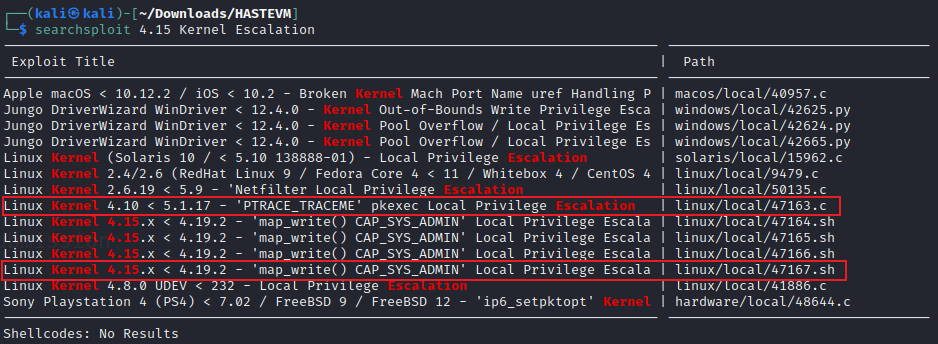 ┌──(kali㉿kali)-[~/Downloads/HASTEVM]
└─$ searchsploit 4.15 Kernel Escalation
Exploit Title | Path
Apple macOS < 10.12.2 / iOS < 10.2 - Broken Kernel Mach Port Name uref Handling P | macos/local/40957.c
Jungo DriverWizard WinDriver < 12.4.0 - Kernel Out-of-Bounds Write Privilege Esca | windows/local/42625.py
Jungo DriverWizard WinDriver < 12.4.0 - Kernel Pool Overflow / Local Privilege Es | windows/local/42624.py
Jungo DriverWizard WinDriver < 12.4.0 - Kernel Pool Overflow / Local Privilege Es | windows/local/42665.py
Linux Kernel (Solaris 10 / < 5.10 138888-01) - Local Privilege Escalation | solaris/local/15962.c
Linux Kernel 2.4/2.6 (RedHat Linux 9 / Fedora Core 4 < 11 / Whitebox 4 / CentOS 4 | linux/local/9479.c
Linux Kernel 2.6.19 < 5.9 - 'Netfilter Local Privilege Escalation | linux/local/50135.c
Linux Kernel 4.10 < 5.1.17 - 'PTRACE_TRACEME' pkexec Local Privilege Escalation | linux/local/47163.c
Linux Kernel 4.15.x < 4.19.2 - 'map_write() CAP_SYS_ADMIN' Local Privilege Escala | linux/local/47164.sh
Linux Kernel 4.15.x < 4.19.2 - 'map_write() CAP_SYS_ADMIN' Local Privilege Escala | linux/local/47165.sh
Linux Kernel 4.15.x < 4.19.2 - 'map_write() CAP_SYS_ADMIN' Local Privilege Escala | linux/local/47166.sh
Linux Kernel 4.15.x < 4.19.2 - 'map_write() CAP_SYS_ADMIN' Local Privilege Escala | linux/local/47167.sh
Linux Kernel 4.8.0 UDEV < 232 - Local Privilege Escalation | linux/local/41886.c
Sony Playstation 4 (PS4) < 7.02 / FreeBSD 9 / FreeBSD 12 - 'ip6_setpktopt' Kernel | hardware/local/48644.c
Shellcodes: No Results